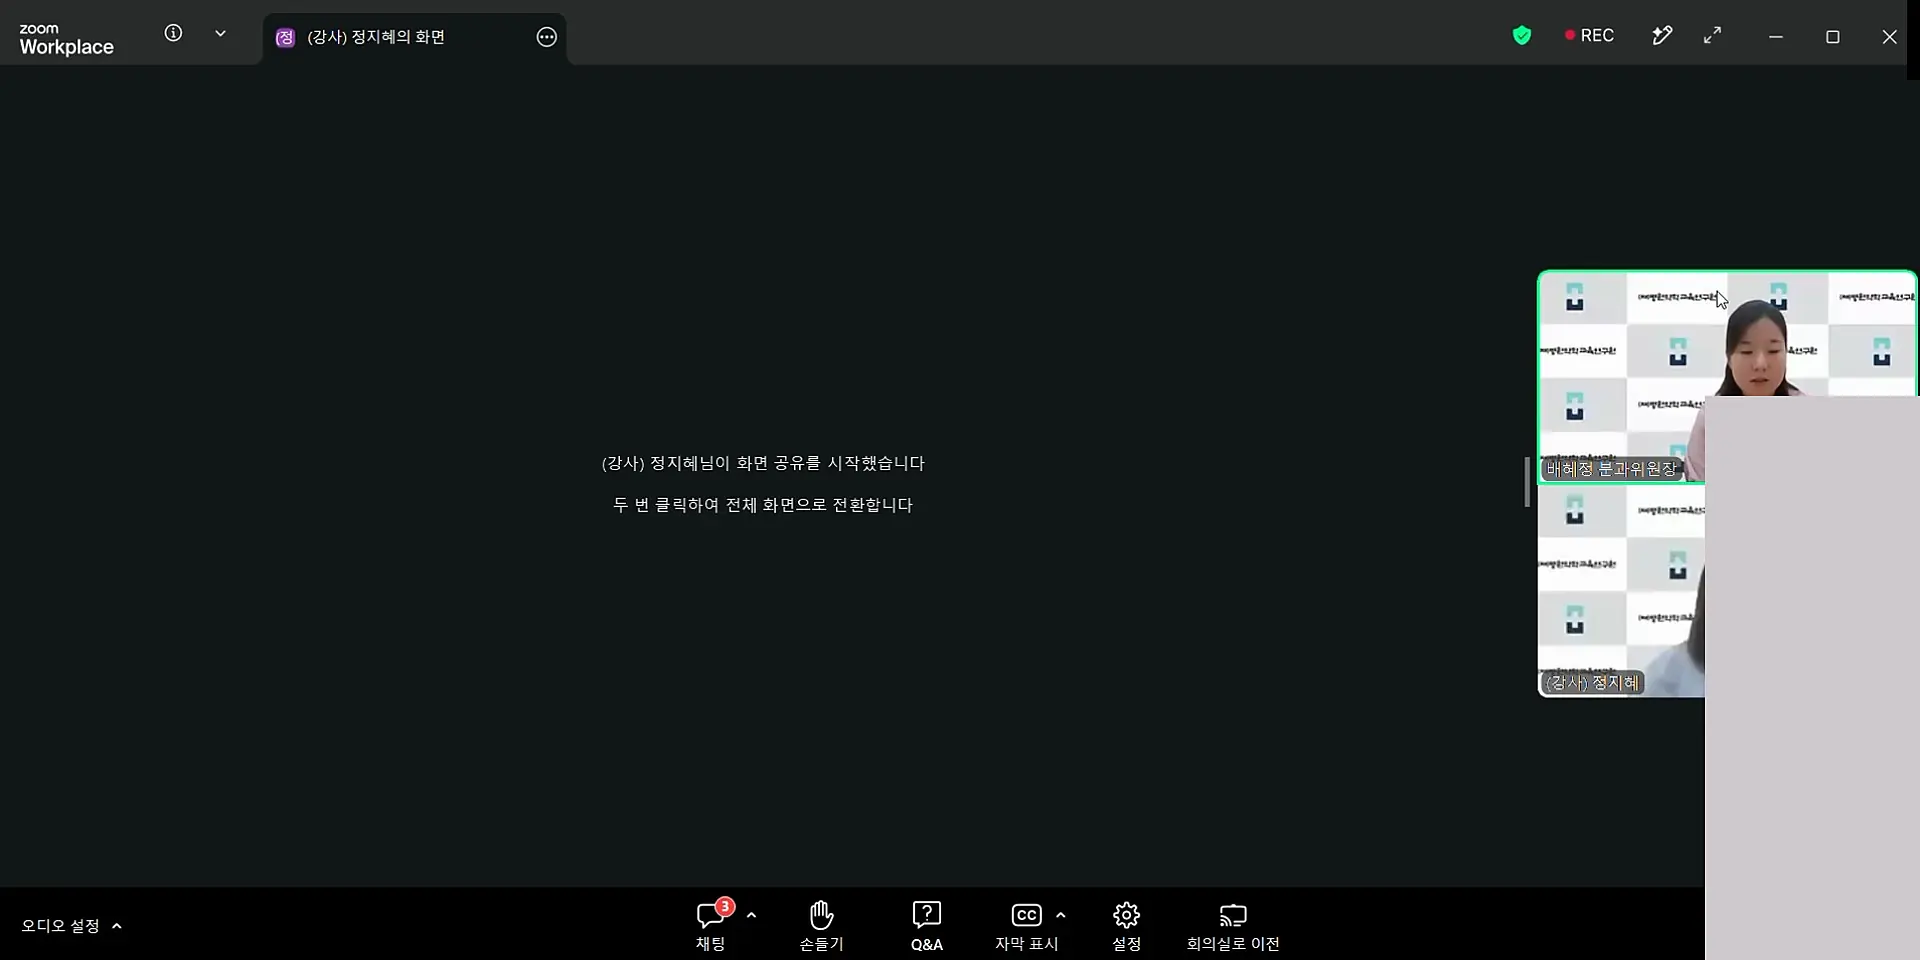 zoom
Workplace
정
(강사) 정지혜의 화면
REC
(강사) 정지혜님이 화면 공유를 시작했습니다
두 번 클릭하여 전체 화면으로 전환합니다
배혜정 분과위원장
(강사) 정지혜
오디오 설정
3
채팅
손들기
Q&A
CC
자막 표시
설정
회의실로 이전